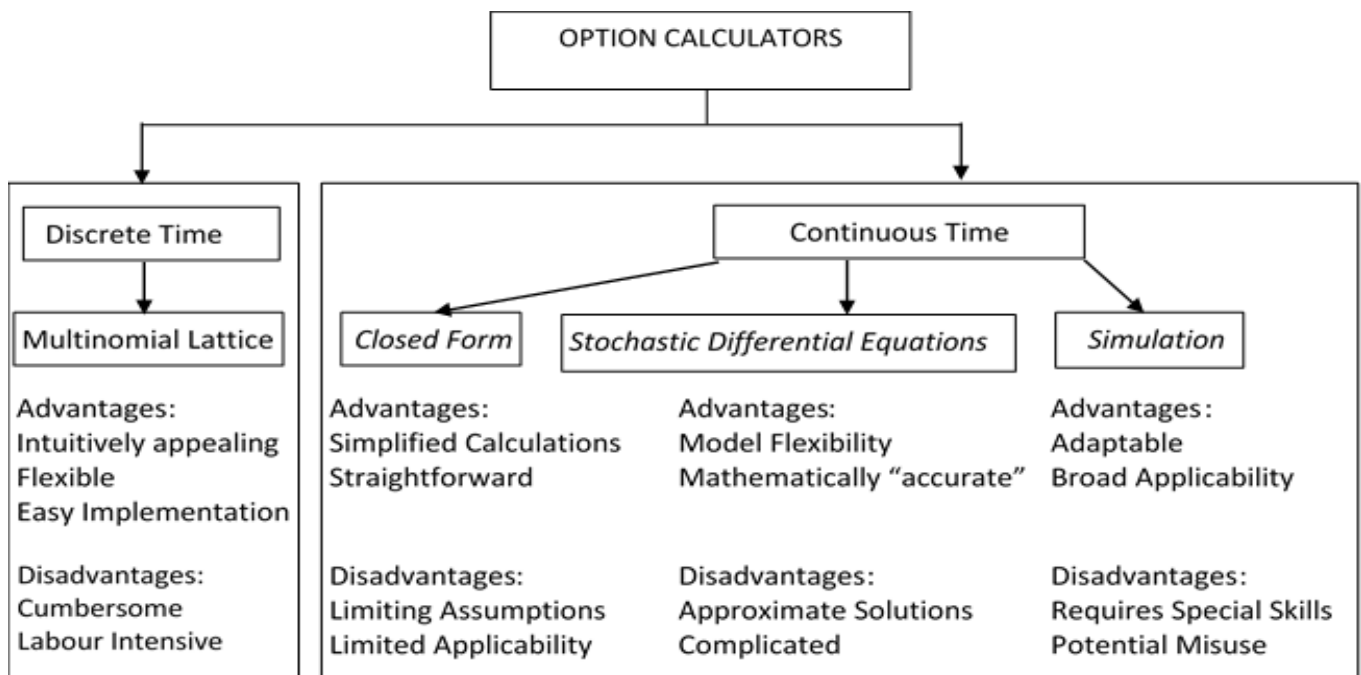 OPTION CALCULATORS
Discrete Time
Multinomial Lattice
Advantages:
Intuitively appealing
Flexible
Easy Implementation
Disadvantages:
Cumbersome
Labour Intensive
Continuous Time
Closed Form
Advantages:
Simplified Calculations
Straightforward
Disadvantages:
Limiting Assumptions
Limited Applicability
Stochastic Differential Equations
Advantages:
Model Flexibility
Mathematically “accurate”
Disadvantages:
Approximate Solutions
Complicated
Simulation
Advantages:
Adaptable
Broad Applicability
Disadvantages:
Requires Special Skills
Potential Misuse